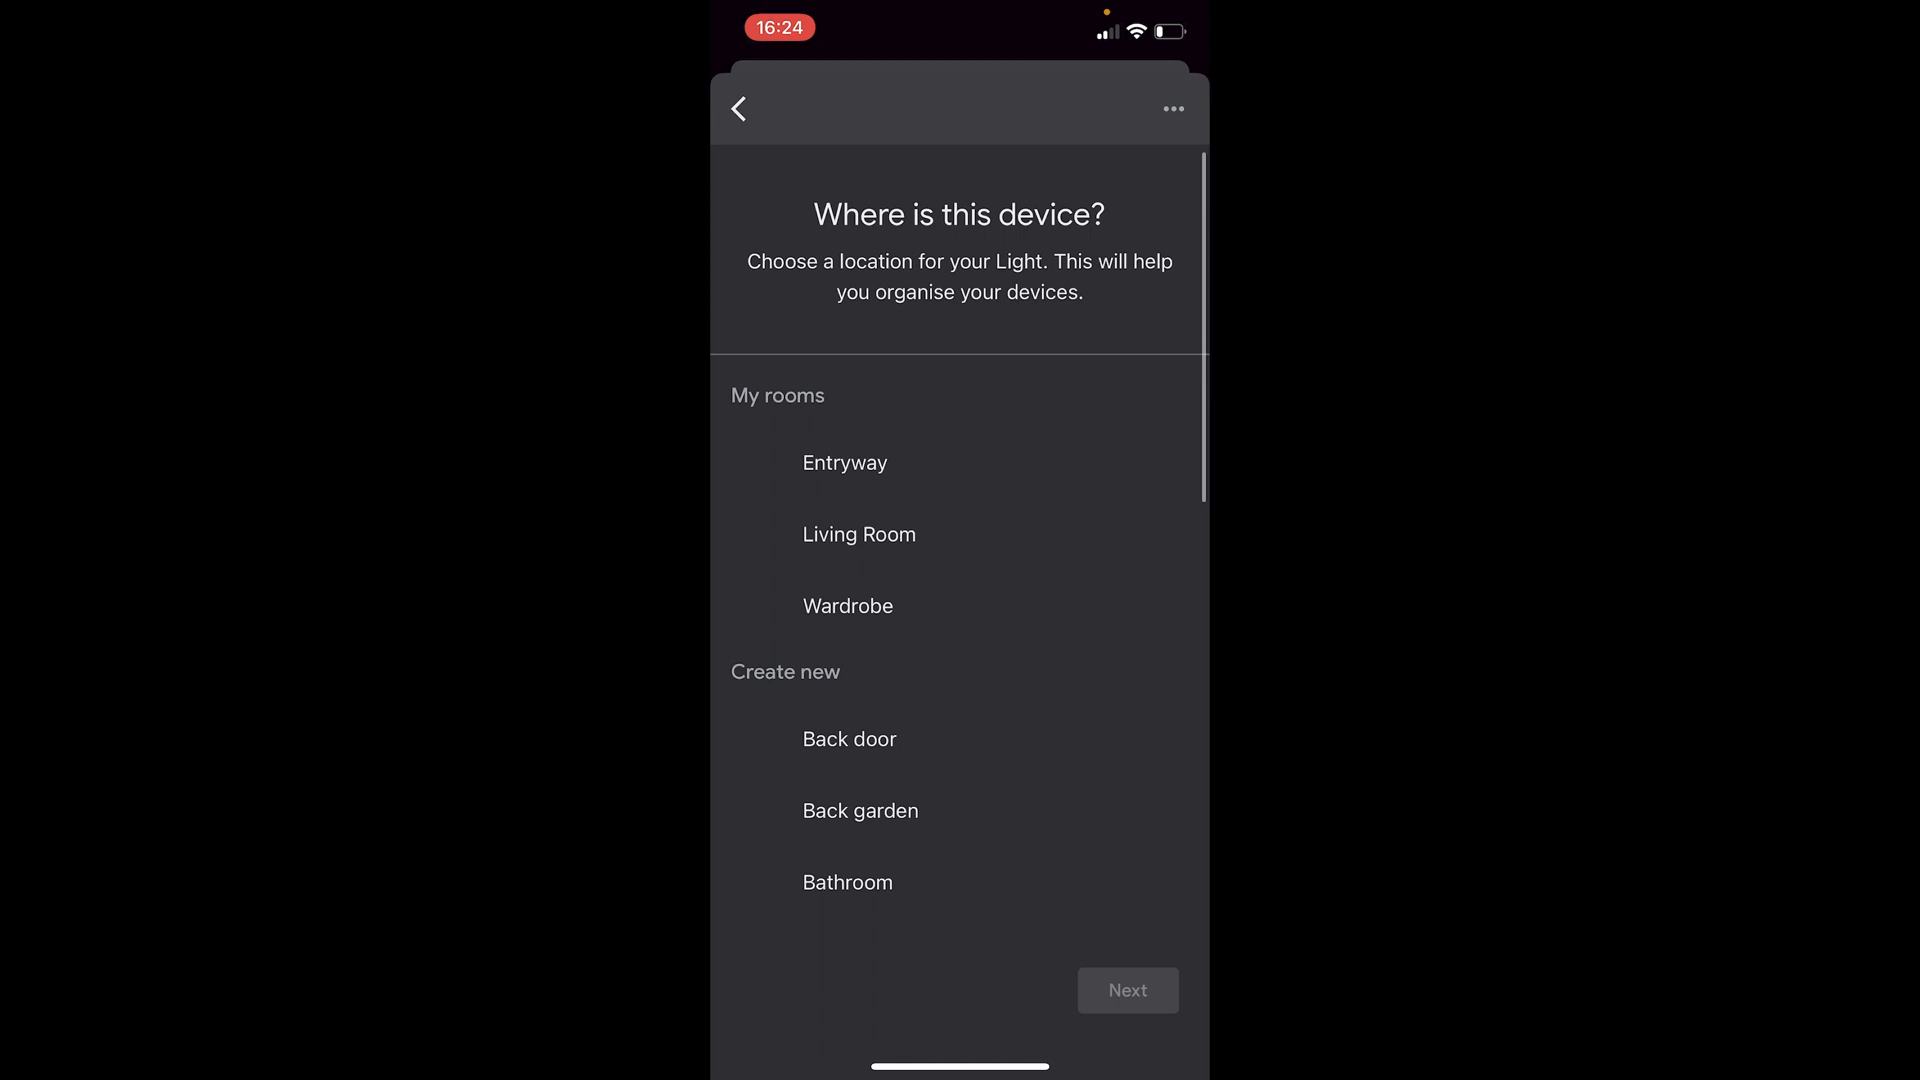 16:24
Where is this device?
Choose a location for your Light. This will help
you organise your devices.
My rooms
Entryway
Living Room
Wardrobe
Create new
Back door
Back garden
Bathroom
Next